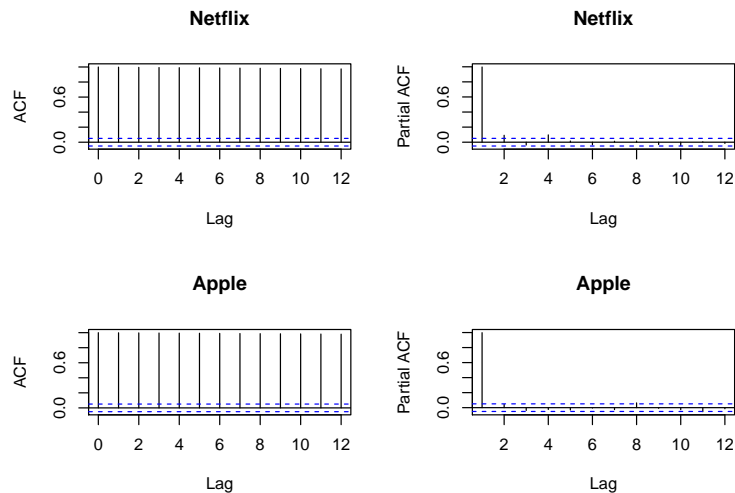 Netflix
ACF
0.0 0.6
0 2 4 6 8 10 12
Lag
Netflix
Partial ACF
0.0 0.6
2 4 6 8 10 12
Lag
Apple
ACF
0.0 0.6
0 2 4 6 8 10 12
Lag
Apple
Partial ACF
0.0 0.6
2 4 6 8 10 12
Lag